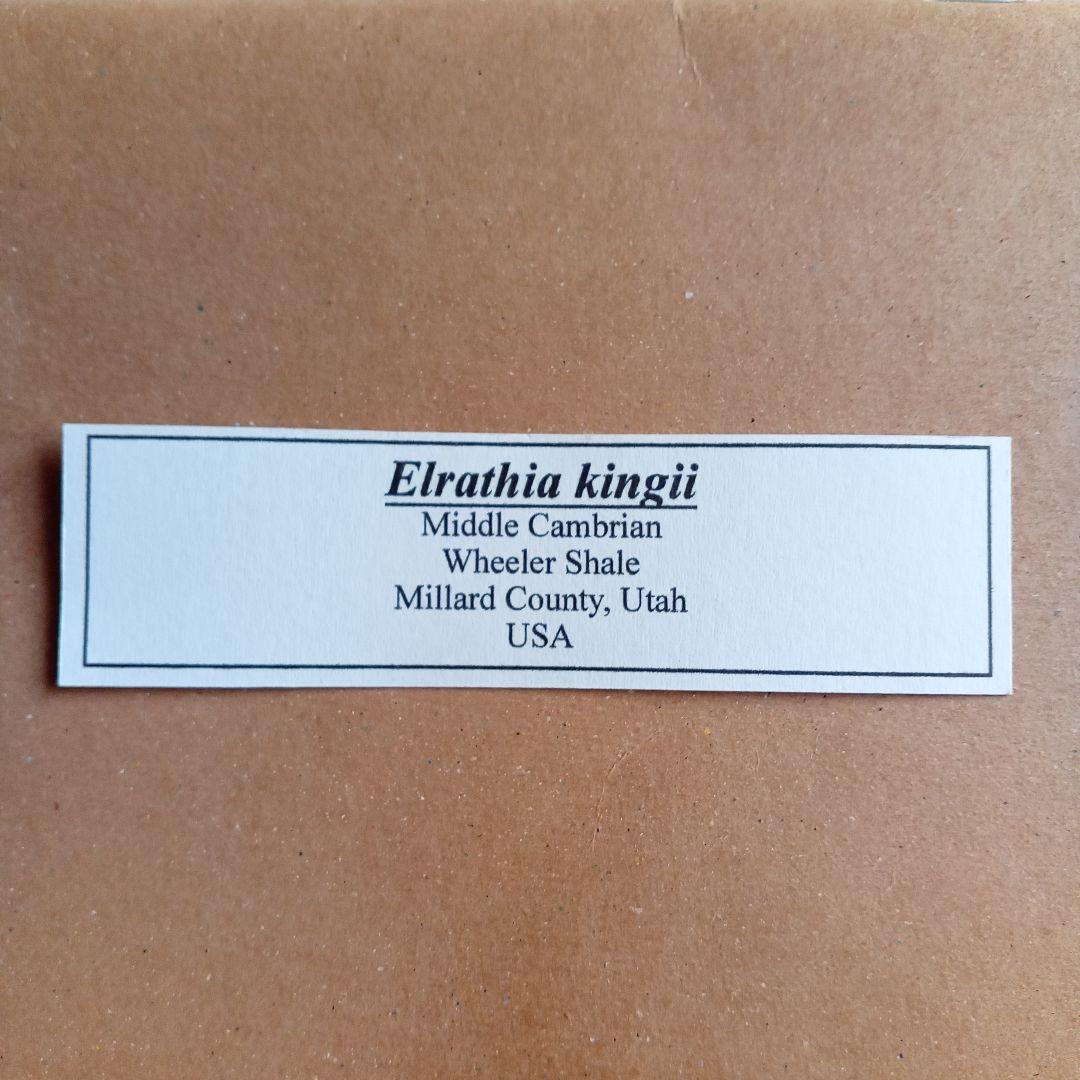 Elrathia kingii
Middle Cambrian
Wheeler Shale
Millard County, Utah
USA